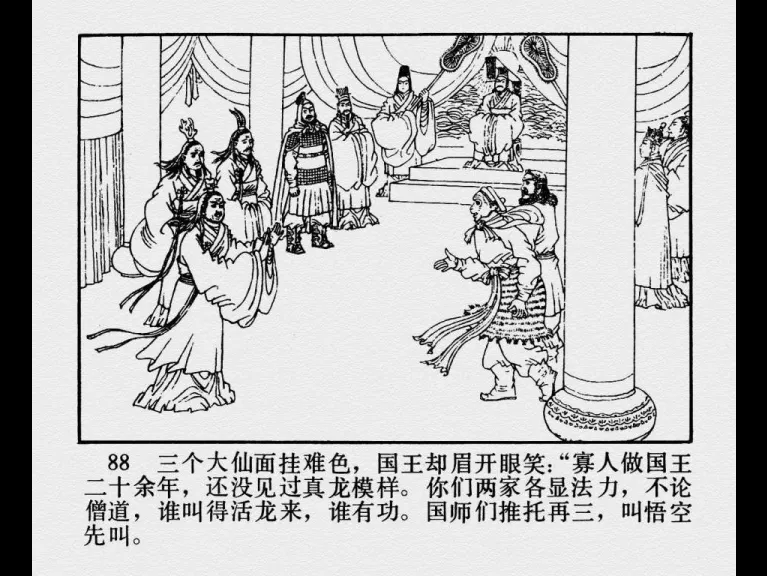 88 三个大仙面挂难色，国王却眉开眼笑：“寡人做国王
二十余年，还没见过真龙模样。你们两家各显法力，不论
僧道，谁叫得活龙来，谁有功。国师们推托再三，叫悟空
先叫。